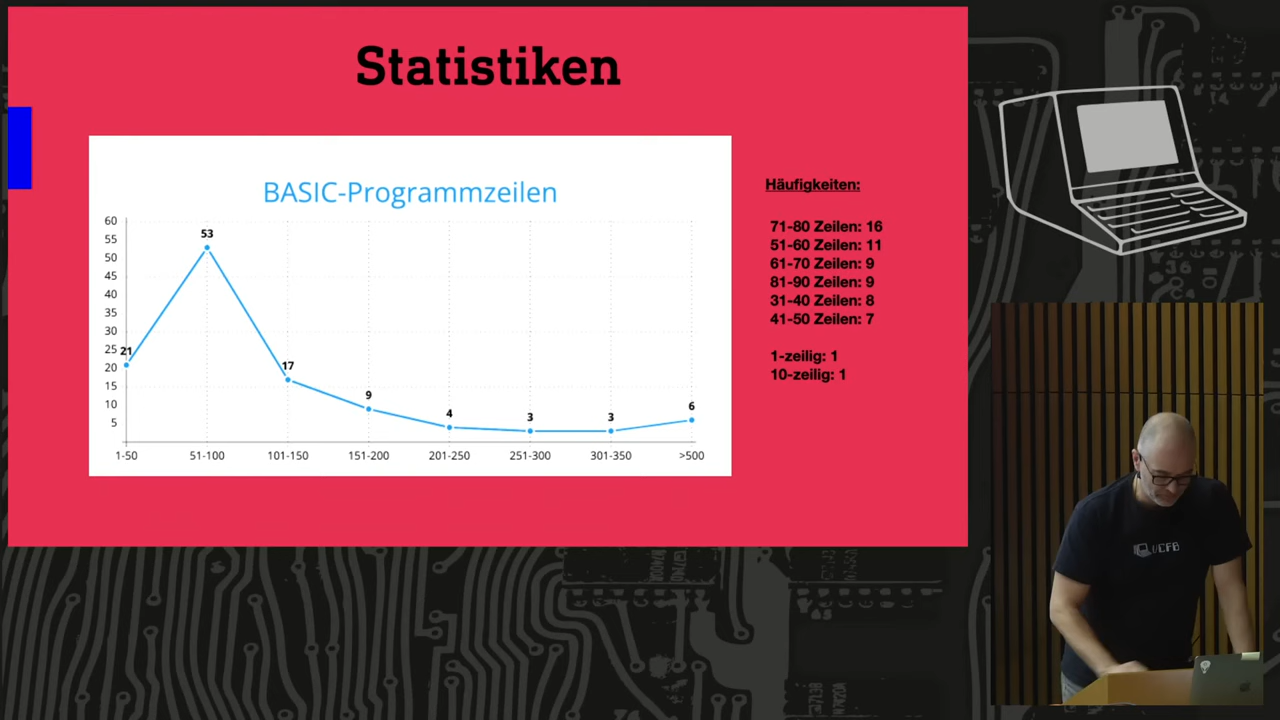 Statistiken
BASIC-Programmzeilen
60
55
50
45
40
35
30
25
20
15
10
5
21
53
17
9
4
3
3
6
1-50
51-100
101-150
151-200
201-250
251-300
301-350
>500
Häufigkeiten:
71-80 Zeilen: 16
51-60 Zeilen: 11
61-70 Zeilen: 9
81-90 Zeilen: 9
31-40 Zeilen: 8
41-50 Zeilen: 7
1-zeilig: 1
10-zeilig: 1
VCFB